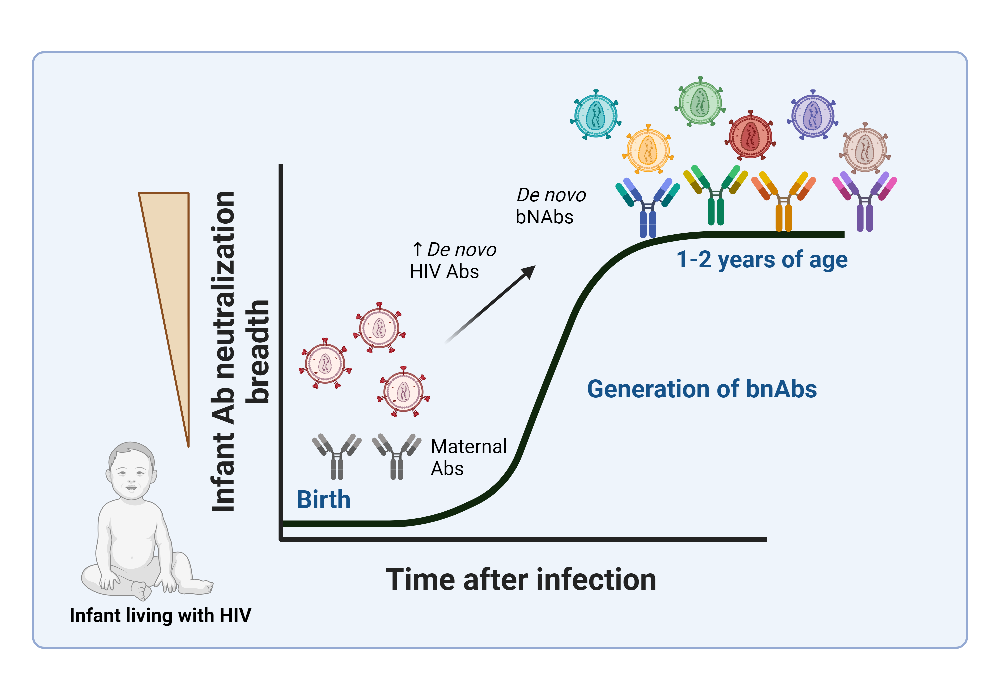 Infant Ab neutralization
breadth
De novo
bNAbs
↑ De novo
HIV Abs
1-2 years of age
Generation of bnAbs
Maternal
Abs
Birth
Time after infection
Infant living with HIV